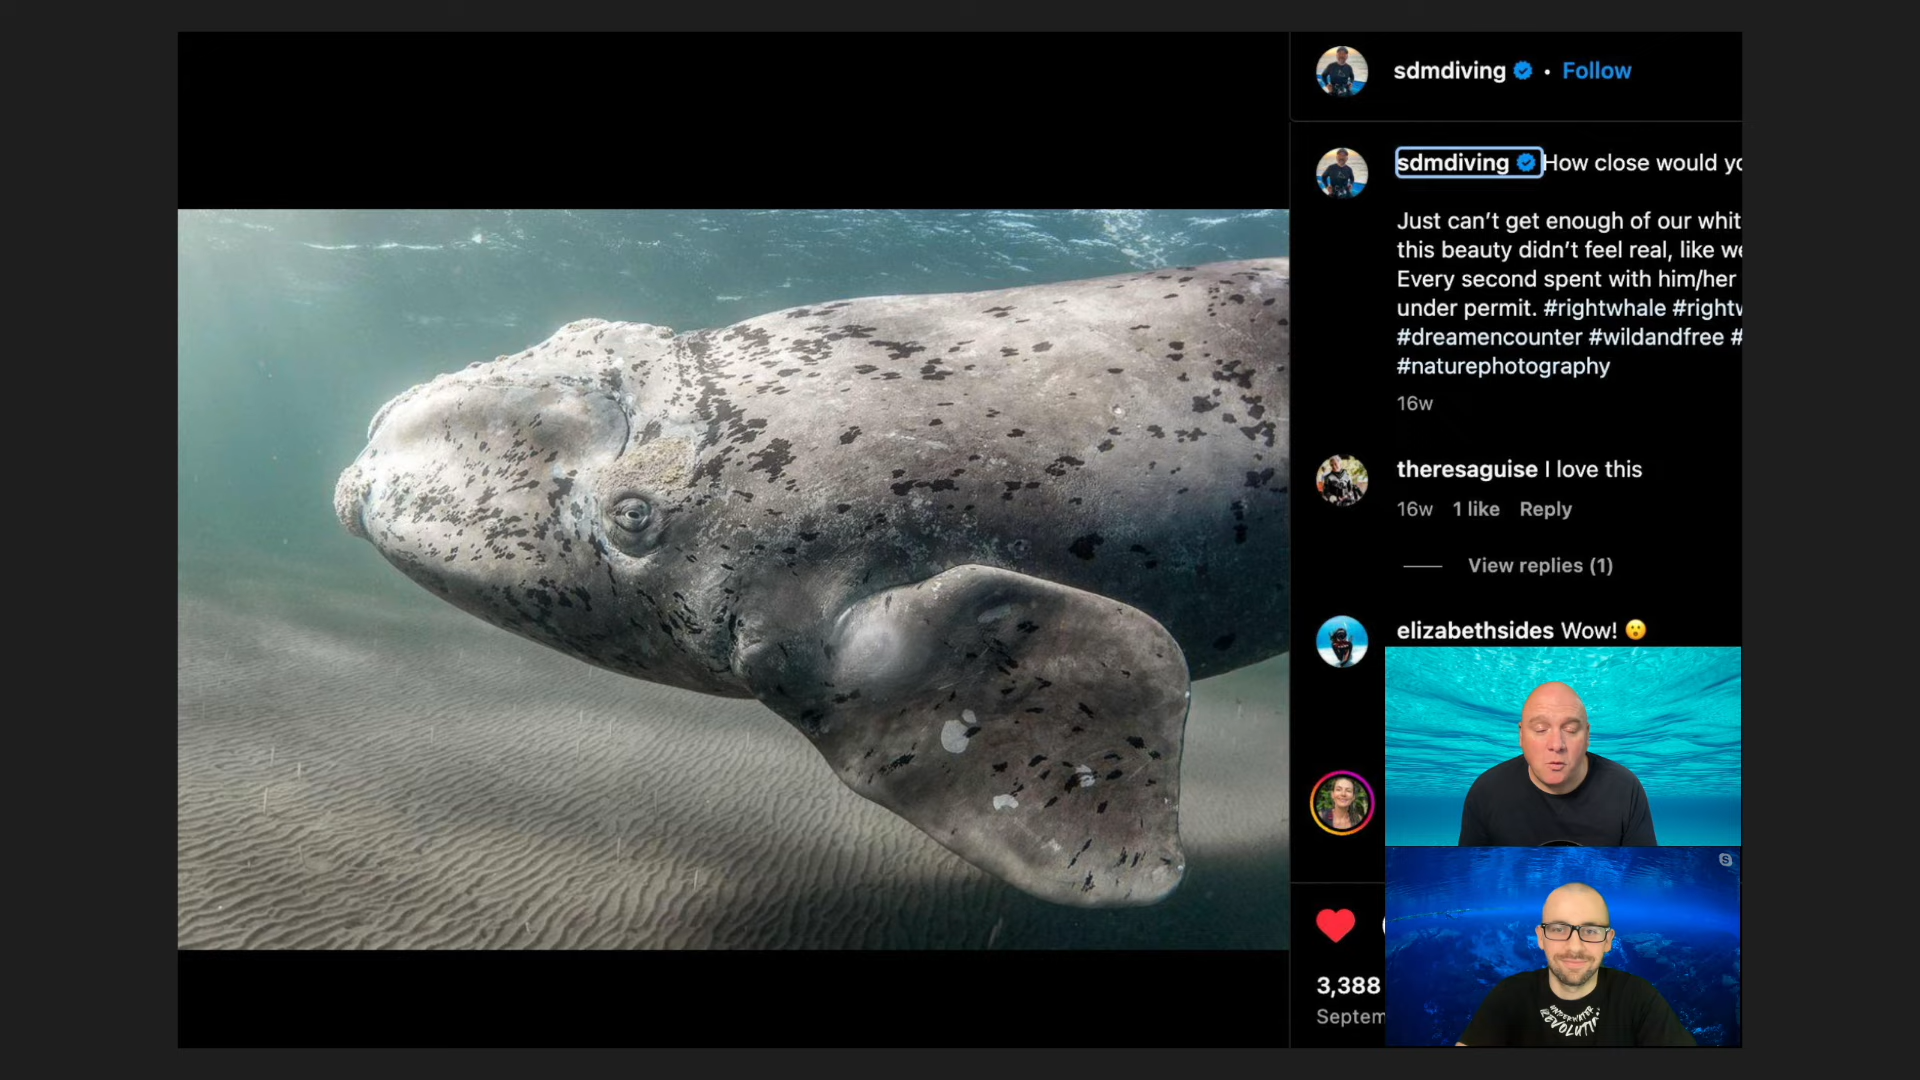 sdmdiving • Follow
sdmdiving How close would yo
Just can’t get enough of our whit
this beauty didn’t feel real, like we
Every second spent with him/her
under permit. #rightwhale #rightw
#dreamencounter #wildandfree #
#naturephotography
16w
theresaguise I love this
16w 1 like Reply
View replies (1)
elizabethsides Wow! 😮
3,388
Septem
UNDERWATER
REVOLUTI